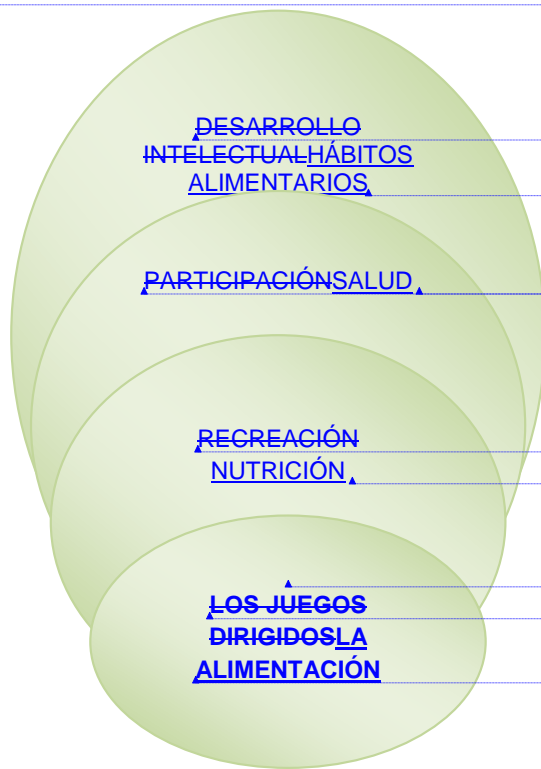 DESARROLLO
INTELECTUALHÁBITOS
ALIMENTARIOS
PARTICIPACIÓNSALUD
RECREACIÓN
NUTRICIÓN
LOS JUEGOS
DIRIGIDOSLA
ALIMENTACIÓN